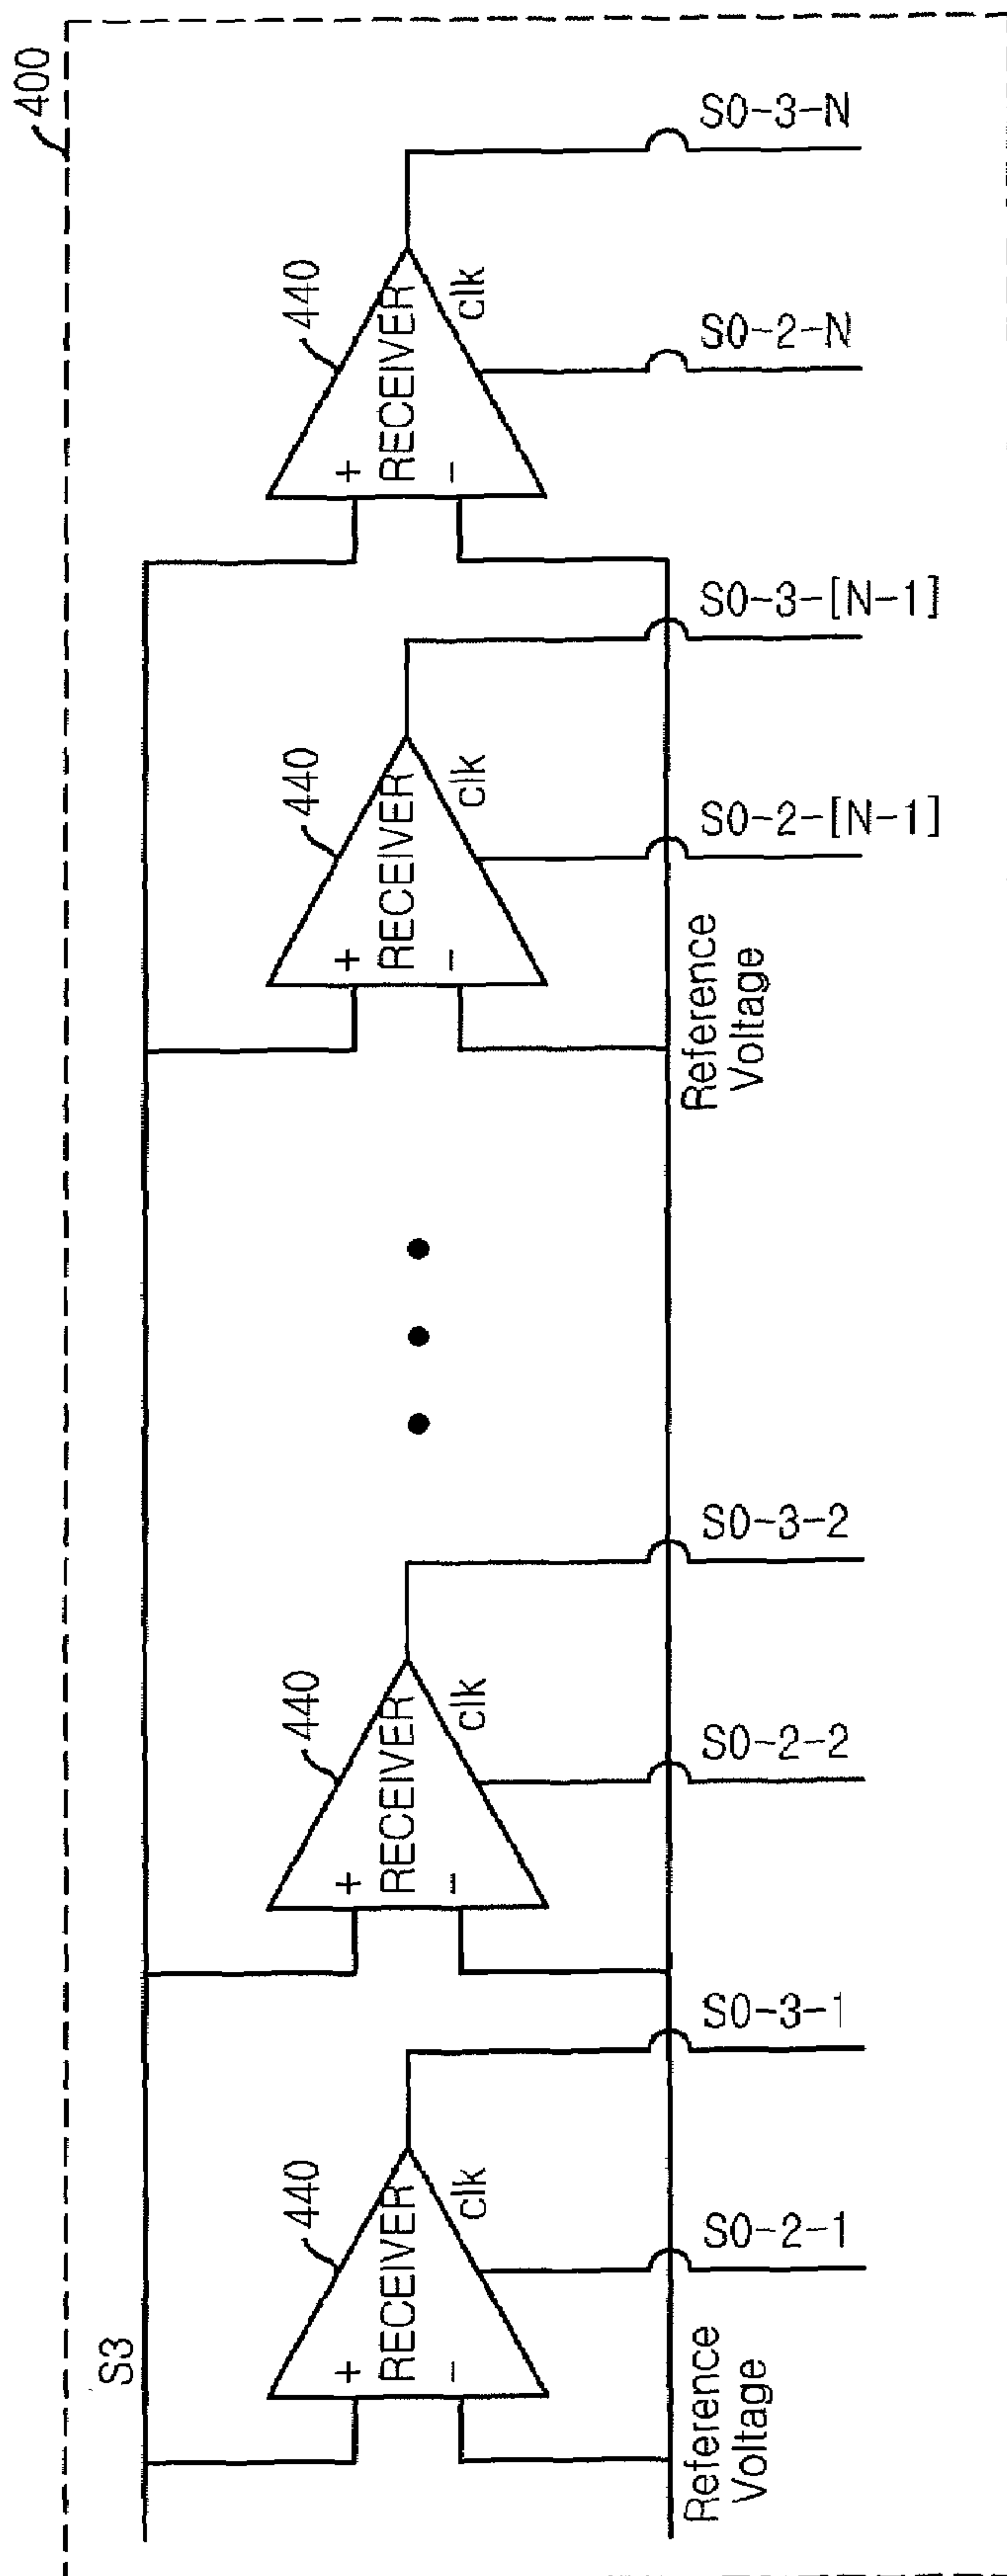 400
S3
440
RECEIVER
+
-
clk
S0-2-1
S0-3-1
Reference
Voltage
440
RECEIVER
+
-
clk
S0-2-2
S0-3-2
440
RECEIVER
+
-
clk
S0-2-[N-1]
S0-3-[N-1]
Reference
Voltage
440
RECEIVER
+
-
clk
S0-2-N
S0-3-N